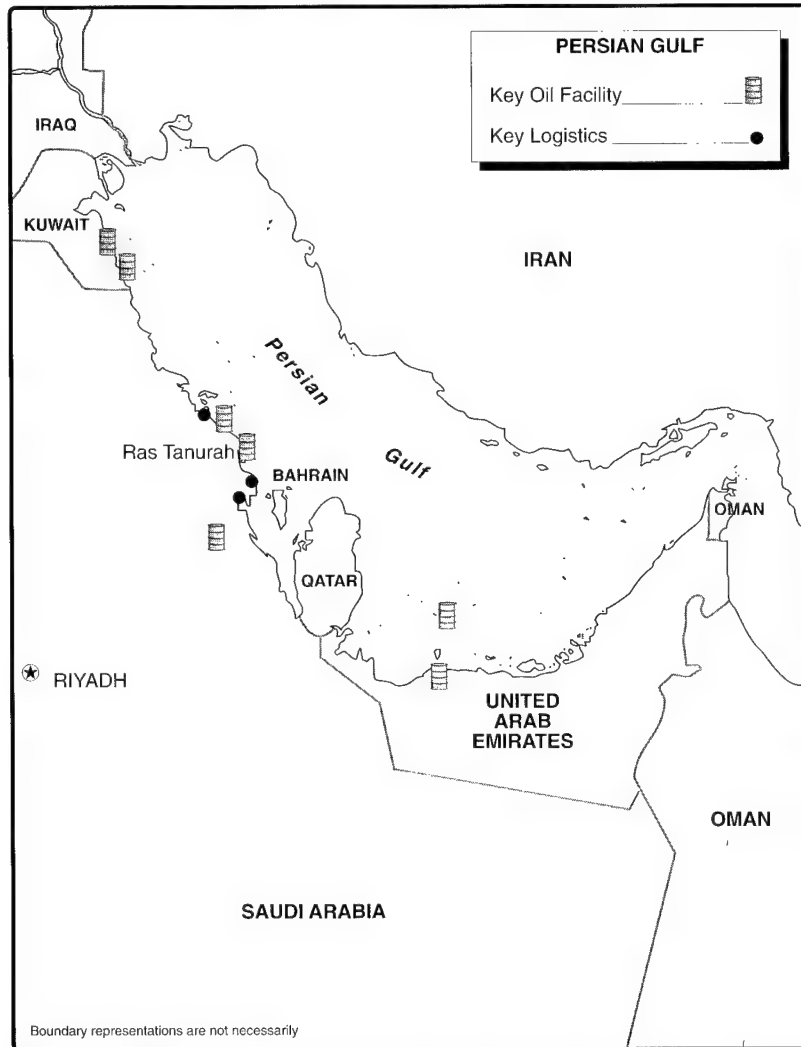 PERSIAN GULF
Key Oil Facility
Key Logistics
IRAQ
KUWAIT
IRAN
Persian
Gulf
Ras Tanurah
BAHRAIN
OMAN
QATAR
RIYADH
UNITED
ARAB
EMIRATES
OMAN
SAUDI ARABIA
Boundary representations are not necessarily